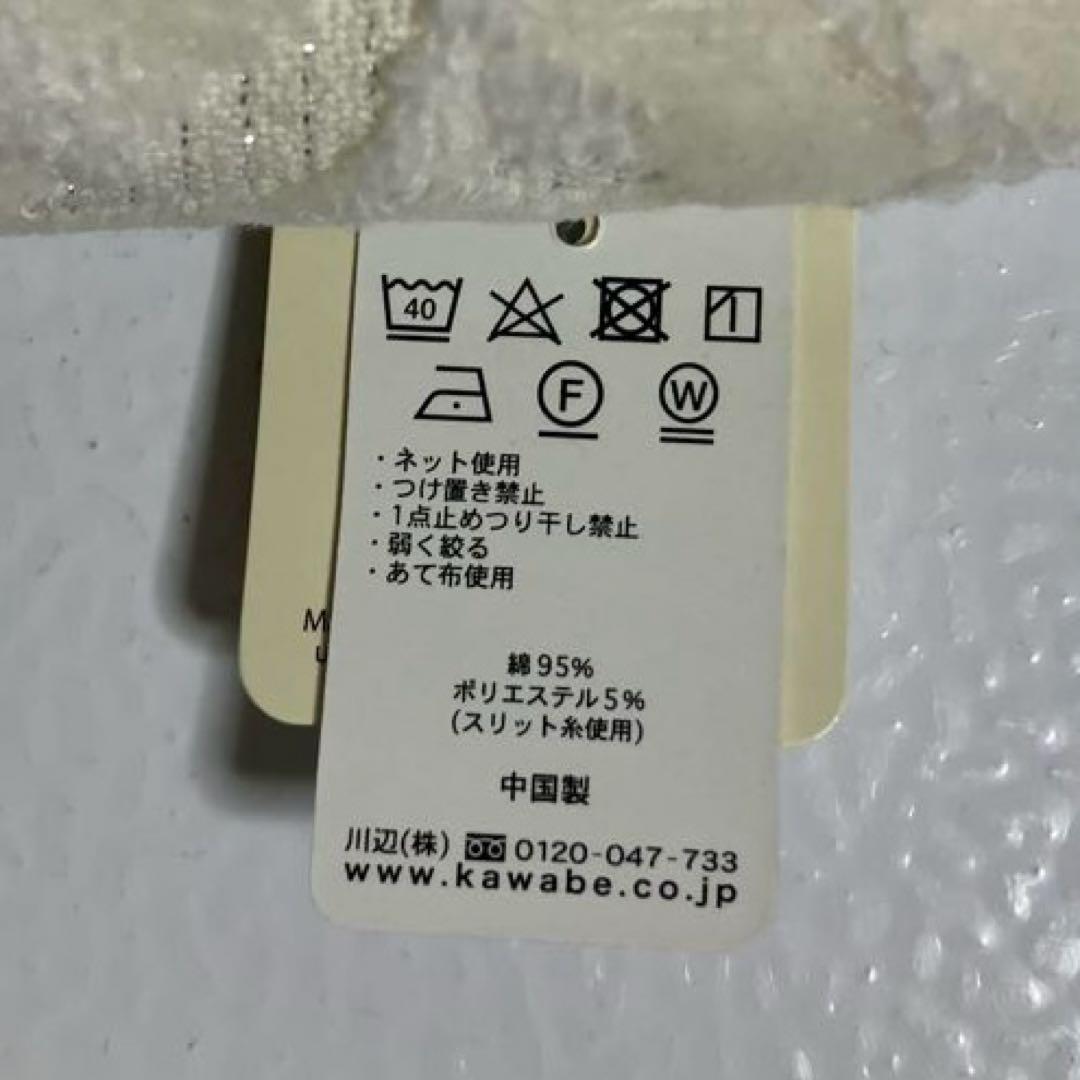 40
F W
・ネット使用
・つけ置き禁止
・1点止めつり干し禁止
・弱く絞る
・あて布使用
M
綿95%
ポリエステル5%
(スリット糸使用)
中国製
川辺(株) 0120-047-733
www.kawabe.co.jp